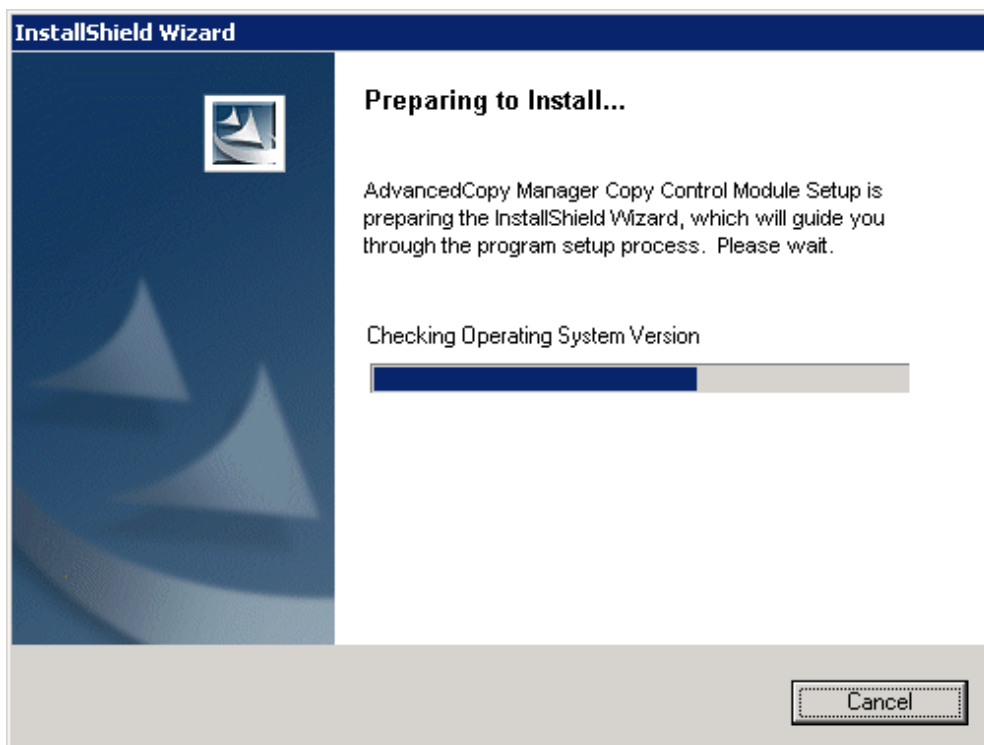 InstallShield Wizard
Preparing to Install...
AdvancedCopy Manager Copy Control Module Setup is
preparing the InstallShield Wizard, which will guide you
through the program setup process.  Please wait.
Checking Operating System Version
Cancel